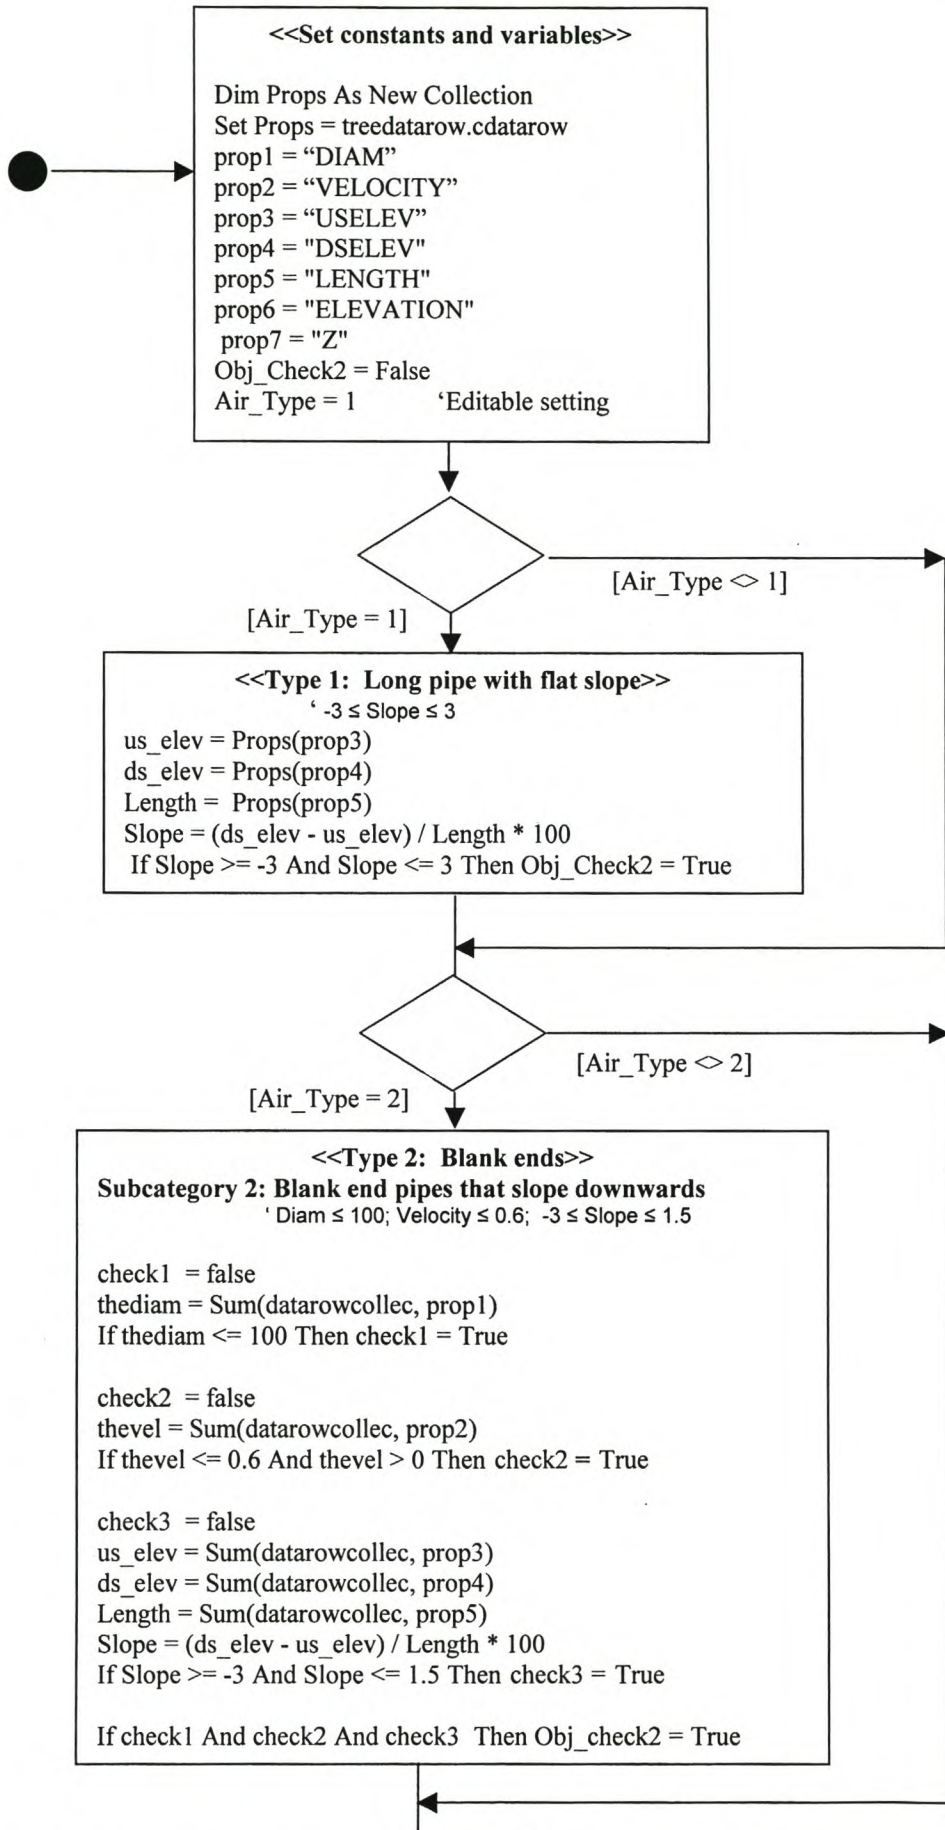 <<Set constants and variables>>
Dim Props As New Collection
Set Props = treedatarow.cdatarow
prop1 = “DIAM”
prop2 = “VELOCITY”
prop3 = “USELEV”
prop4 = "DSELEV"
prop5 = "LENGTH"
prop6 = "ELEVATION"
prop7 = "Z"
Obj_Check2 = False
Air_Type = 1 ‘Editable setting
[Air_Type <> 1]
[Air_Type = 1]
<<Type 1: Long pipe with flat slope>>
‘ -3 ≤ Slope ≤ 3
us_elev = Props(prop3)
ds_elev = Props(prop4)
Length = Props(prop5)
Slope = (ds_elev - us_elev) / Length * 100
If Slope >= -3 And Slope <= 3 Then Obj_Check2 = True
[Air_Type <> 2]
[Air_Type = 2]
<<Type 2: Blank ends>>
Subcategory 2: Blank end pipes that slope downwards
' Diam ≤ 100; Velocity ≤ 0.6; -3 ≤ Slope ≤ 1.5
check1 = false
thediam = Sum(datarowcollec, prop1)
If thediam <= 100 Then check1 = True
check2 = false
thevel = Sum(datarowcollec, prop2)
If thevel <= 0.6 And thevel > 0 Then check2 = True
check3 = false
us_elev = Sum(datarowcollec, prop3)
ds_elev = Sum(datarowcollec, prop4)
Length = Sum(datarowcollec, prop5)
Slope = (ds_elev - us_elev) / Length * 100
If Slope >= -3 And Slope <= 1.5 Then check3 = True
If check1 And check2 And check3 Then Obj_check2 = True